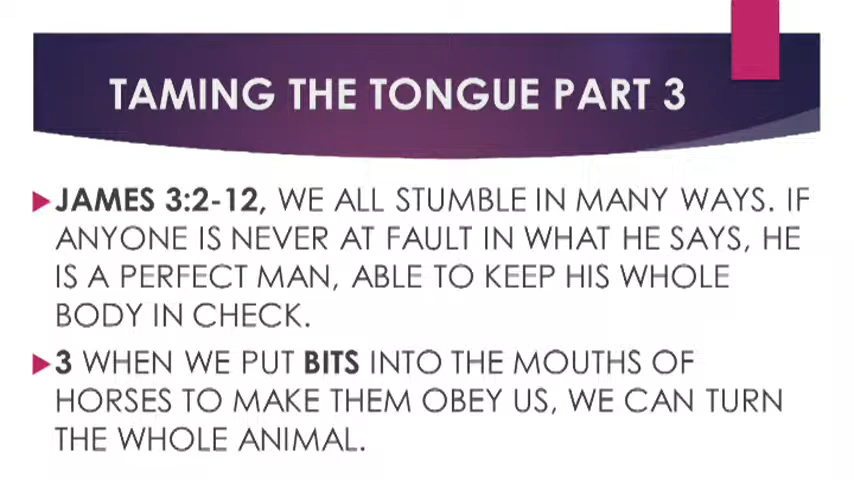 TAMING THE TONGUE PART 3
JAMES 3:2-12, WE ALL STUMBLE IN MANY WAYS. IF
ANYONE IS NEVER AT FAULT IN WHAT HE SAYS, HE
IS A PERFECT MAN, ABLE TO KEEP HIS WHOLE
BODY IN CHECK.
3 WHEN WE PUT BITS INTO THE MOUTHS OF
HORSES TO MAKE THEM OBEY US, WE CAN TURN
THE WHOLE ANIMAL.